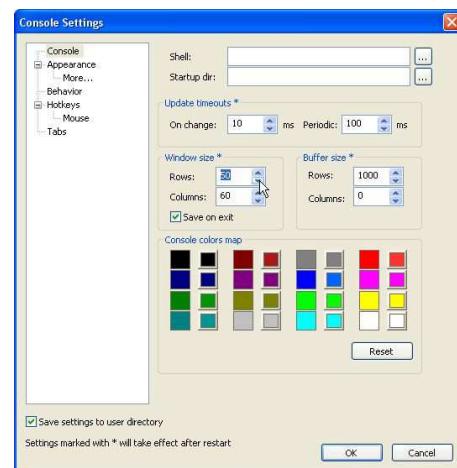 Console Settings
Console
Appearance
More...
Behavior
Hotkeys
Mouse
Tabs
Shell:
...
Startup dir:
...
Update timeouts *
On change: 10 ms Periodic: 100 ms
Window size *
Rows: 60
Columns: 60
Save on exit
Buffer size *
Rows: 1000
Columns: 0
Console colors map
Reset
Save settings to user directory
Settings marked with * will take effect after restart
OK Cancel